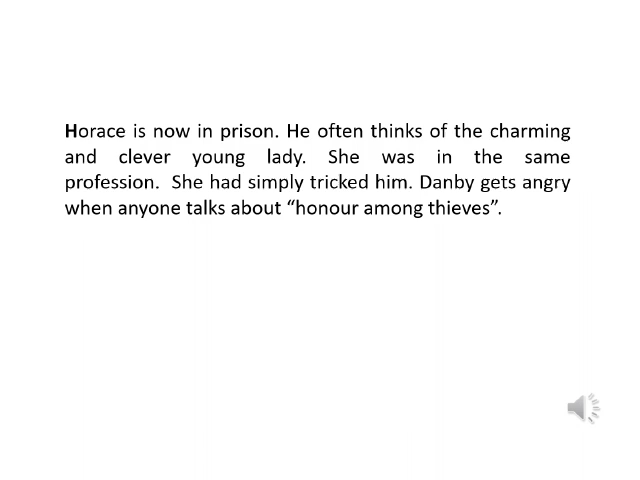 Horace is now in prison. He often thinks of the charming
and clever young lady. She was in the same
profession.  She had simply tricked him. Danby gets angry
when anyone talks about “honour among thieves”.